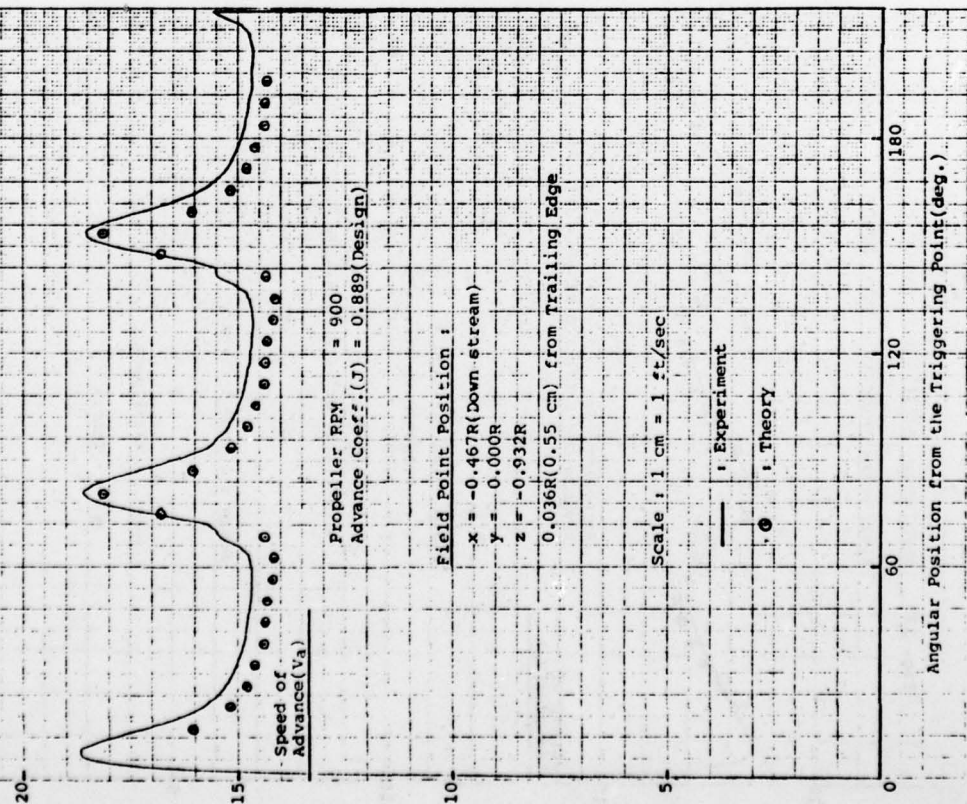 20
15
10
5
0
60
120
180
Speed of
Advance(Va)
Propeller RPM = 900
Advance Coeff.(J) = 0.889(Design)
Field Point Position :
x = -0.467R(Down stream)
y = 0.000R
z = -0.932R
0.036R(0.55 cm) from Trailing Edge
Scale : 1 cm = 1 ft/sec
: Experiment
: Theory
Angular Position from the Triggering Point(deg.)